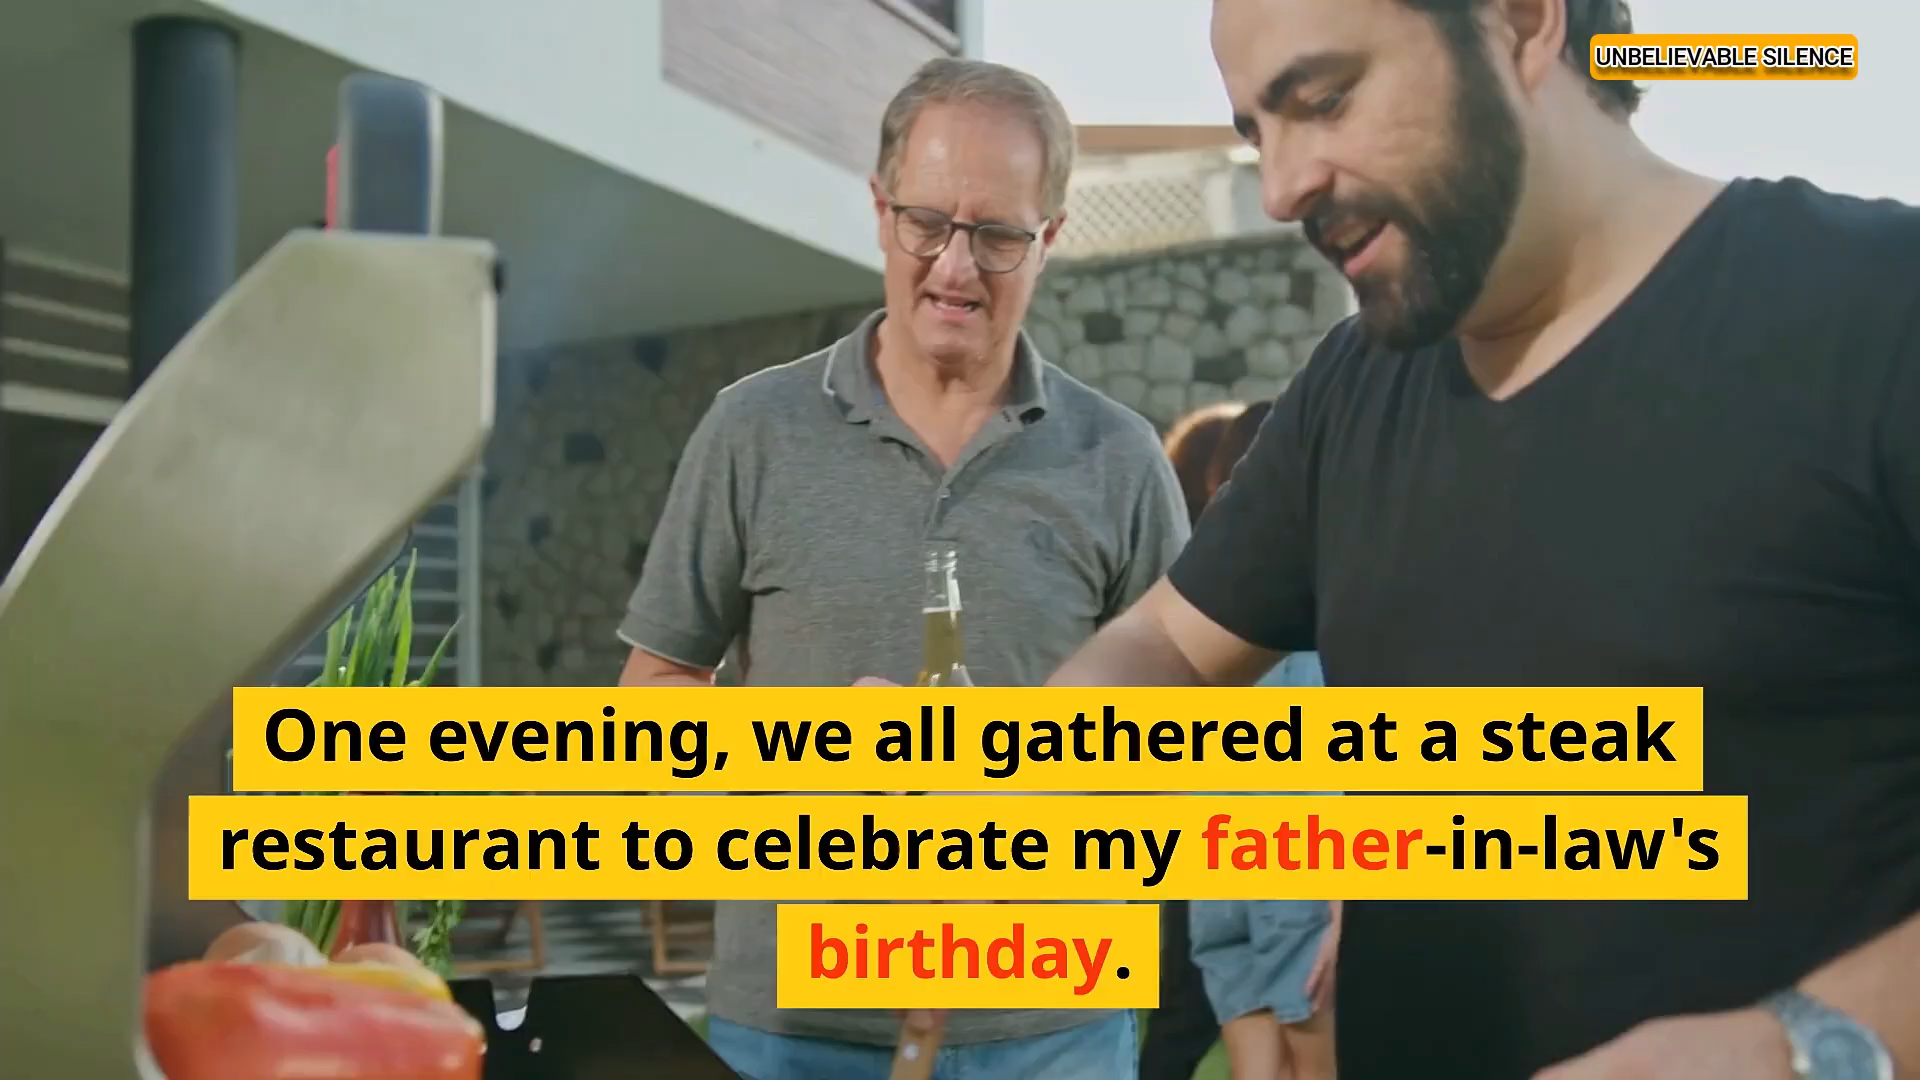 UNBELIEVABLE SILENCE
One evening, we all gathered at a steak
restaurant to celebrate my father-in-law's
birthday.